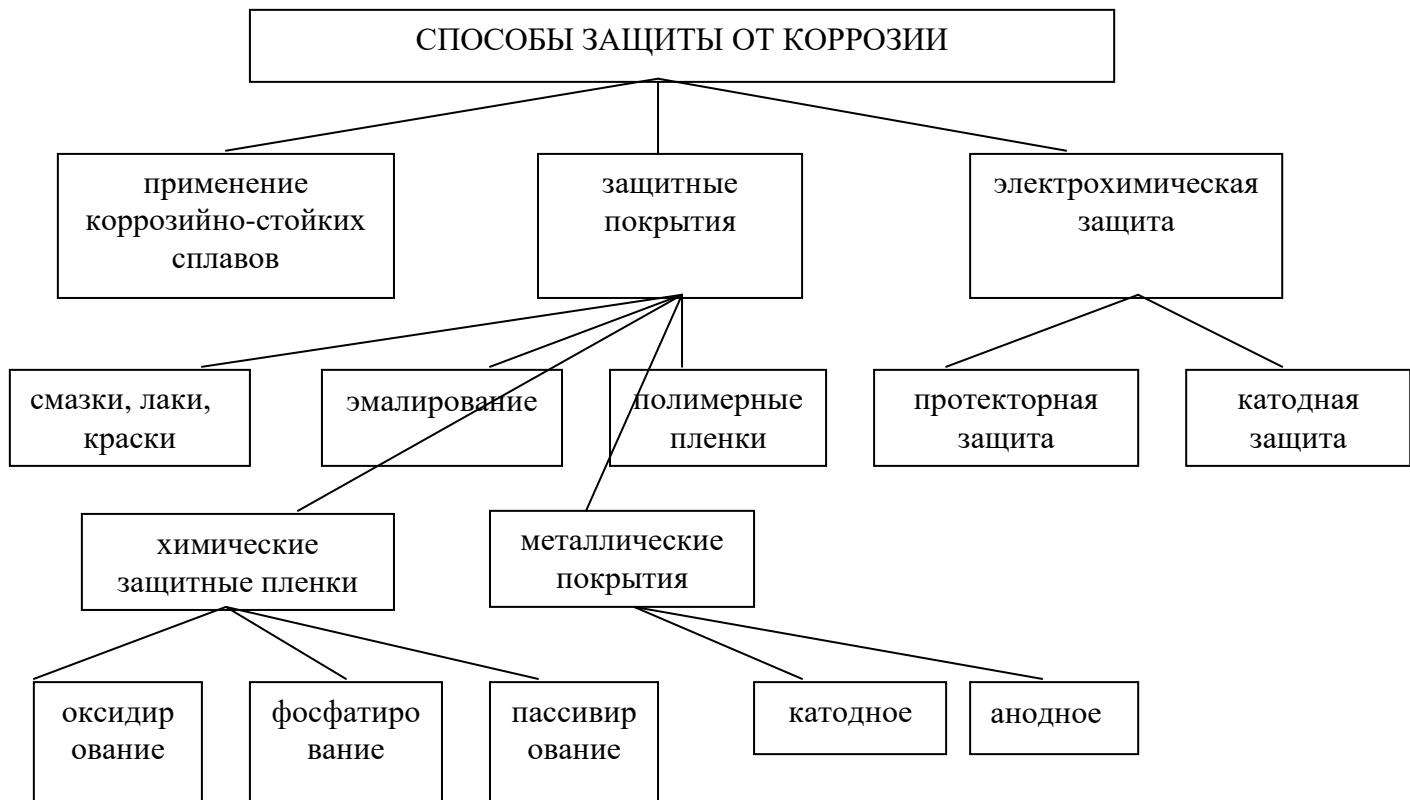 СПОСОБЫ ЗАЩИТЫ ОТ КОРРОЗИИ
применение
коррозийно-стойких
сплавов
защитные
покрытия
электрохимическая
защита
смазки, лаки,
краски
эмалирование
полимерные
пленки
протекторная
защита
катодная
защита
химические
защитные пленки
металлические
покрытия
оксидир
ование
фосфатиро
вание
пассивир
ование
катодное
анодное